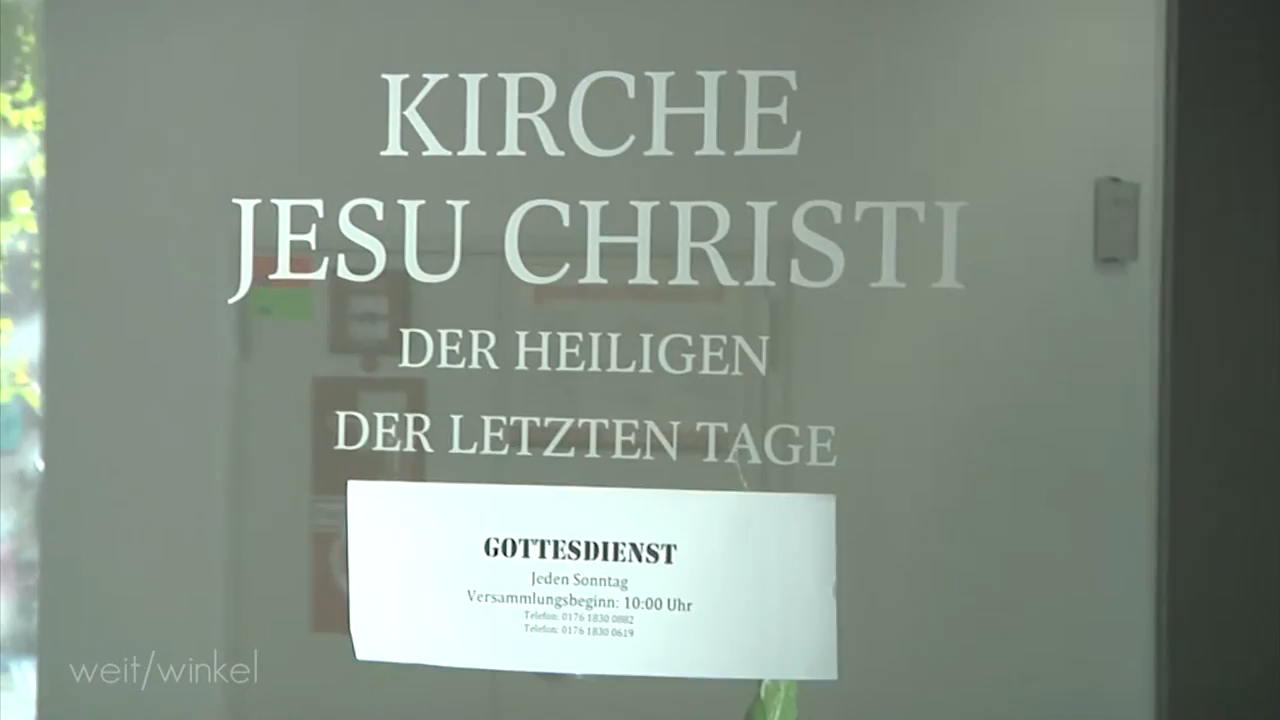 KIRCHE
JESU CHRISTI
DER HEILIGEN
DER LETZTEN TAGE
GOTTESDIENST
Jeden Sonntag
Versammlungsbeginn: 10:00 Uhr
Telefon: 0176 1830 0882
Telefon: 0176 1830 0619
weit/winkel